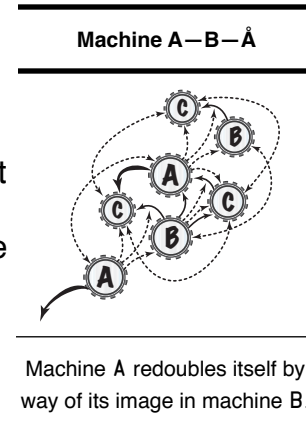 Machine A—B—Å
C
B
A
t
C
C
B
e
A
Machine A redoubles itself by
way of its image in machine B.